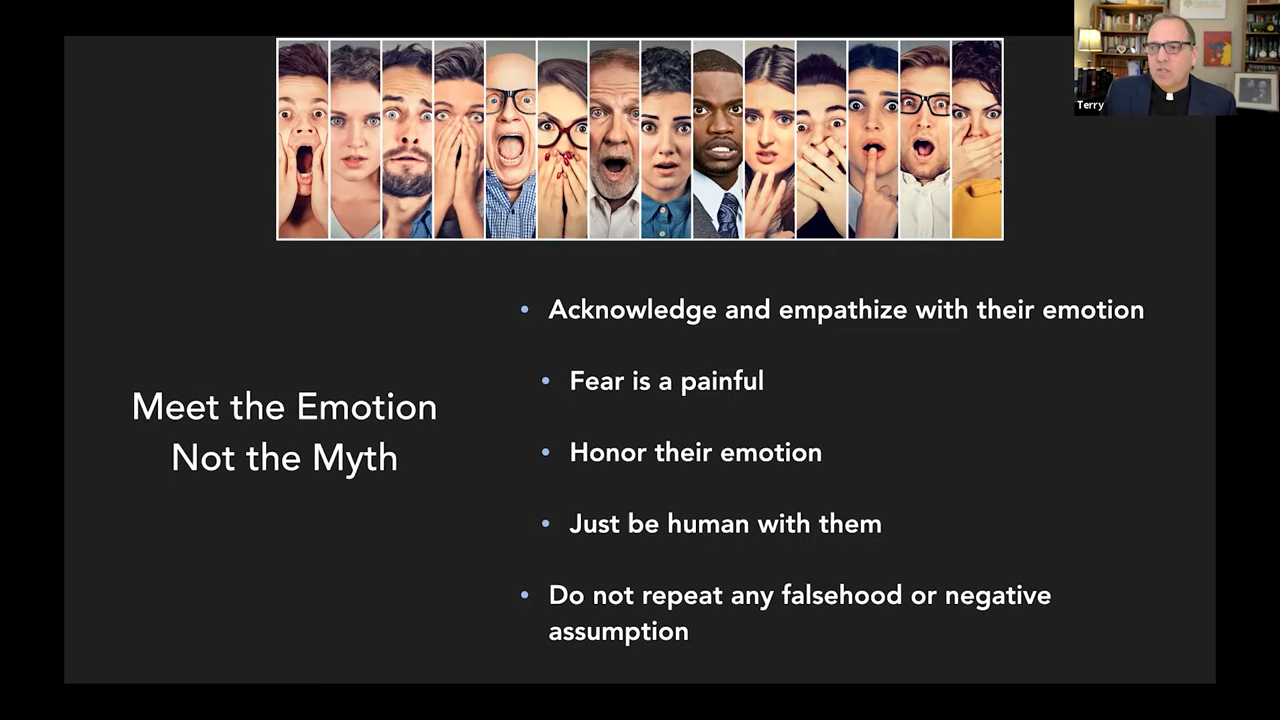 Terry
Meet the Emotion
Not the Myth
• Acknowledge and empathize with their emotion
• Fear is a painful
• Honor their emotion
• Just be human with them
• Do not repeat any falsehood or negative
assumption